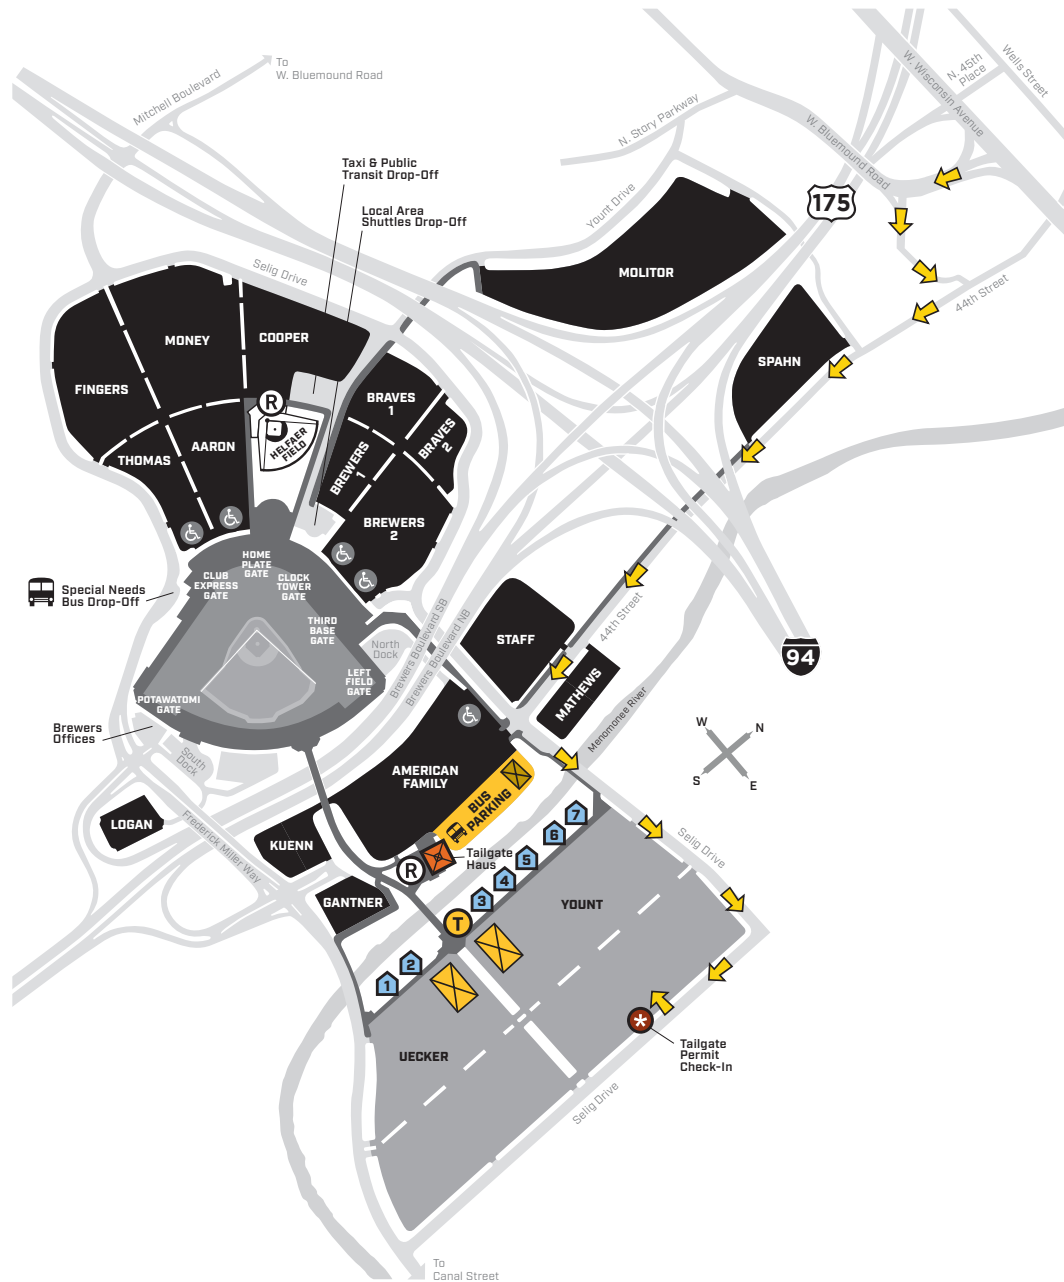 To
W. Bluemound Road
Mitchell Boulevard
Taxi & Public
Transit Drop-Off
Local Area
Shuttles Drop-Off
N. Story Parkway
Yount Drive
W. Bluemound Road
W. Wisconsin Avenue
N. 45th
Place
Wells Street
175
44th Street
Selig Drive
MOLITOR
SPAHN
FINGERS
MONEY
COOPER
THOMAS
AARON
R
HELFAER
FIELD
BRAVES
1
BRAVES
2
BREWERS
1
BREWERS
2
HOME
PLATE
GATE
CLUB
EXPRESS
GATE
CLOCK
TOWER
GATE
THIRD
BASE
GATE
LEFT
FIELD
GATE
POTAWATOMI
GATE
Special Needs
Bus Drop-Off
Brewers
Offices
North
Dock
South
Dock
Brewers Boulevard SB
Brewers Boulevard NB
STAFF
44th Street
MATHEWS
Menomonee River
94
W
N
S
E
AMERICAN
FAMILY
BUS
PARKING
LOGAN
KUENN
GANTNER
Frederick Miller Way
R
Tailgate
Haus
T
1
2
3
4
5
6
7
YOUNT
UECKER
Selig Drive
*
Tailgate
Permit
Check-In
Selig Drive
To
Canal Street